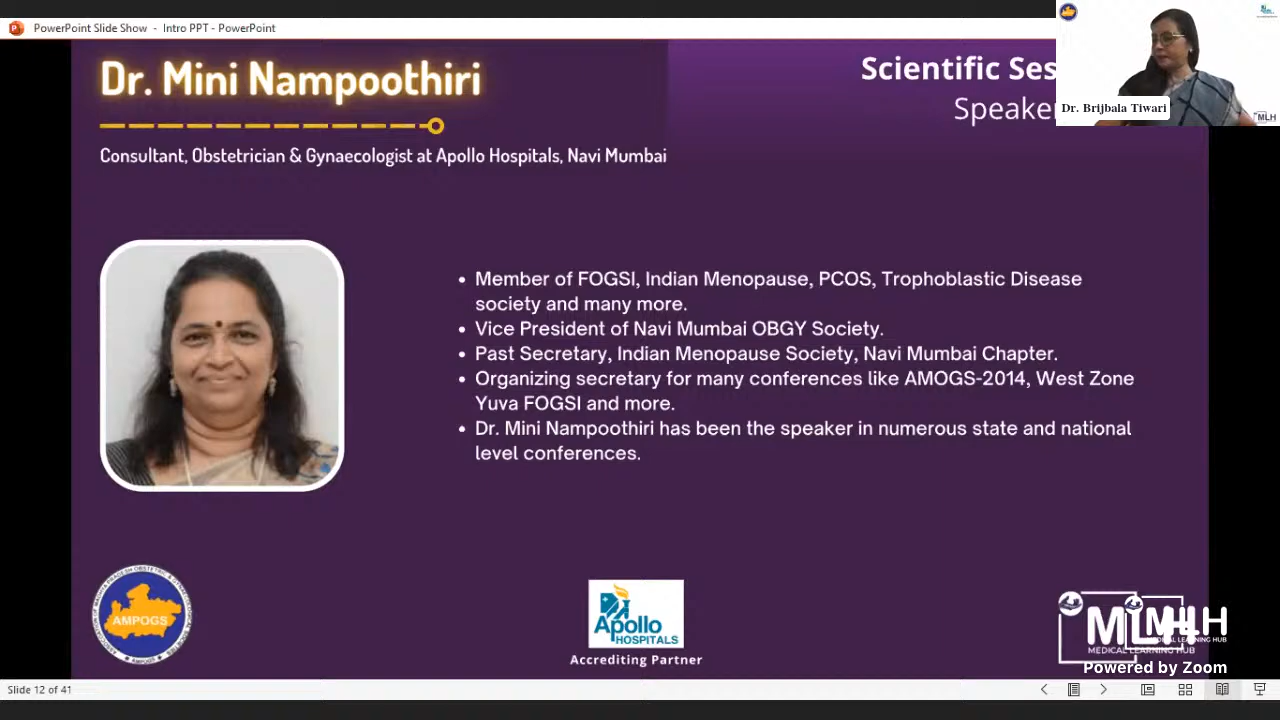 PowerPoint Slide Show - Intro PPT - PowerPoint
Dr. Mini Nampoothiri
Consultant, Obstetrician & Gynaecologist at Apollo Hospitals, Navi Mumbai
Scientific Ses
Speaker
Dr. Brijbala Tiwari
MLH
• Member of FOGSI, Indian Menopause, PCOS, Trophoblastic Disease
society and many more.
• Vice President of Navi Mumbai OBGY Society.
• Past Secretary, Indian Menopause Society, Navi Mumbai Chapter.
• Organizing secretary for many conferences like AMOGS-2014, West Zone
Yuva FOGSI and more.
• Dr. Mini Nampoothiri has been the speaker in numerous state and national
level conferences.
AMPOGS
AMPOGS
Apollo
HOSPITALS
Accrediting Partner
MLH
MEDICAL LEARNING HUB
Powered by Zoom
Slide 12 of 41